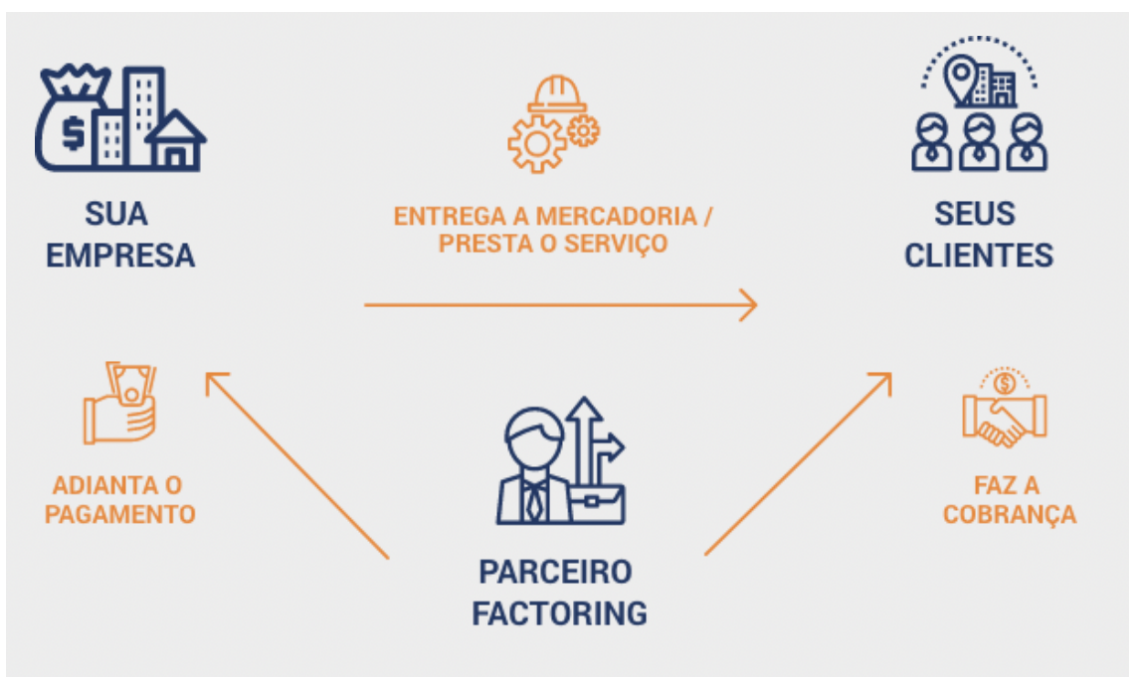 SUA
EMPRESA
ENTREGA A MERCADORIA /
PRESTA O SERVIÇO
SEUS
CLIENTES
ADIANTA O
PAGAMENTO
FAZ A
COBRANÇA
PARCEIRO
FACTORING